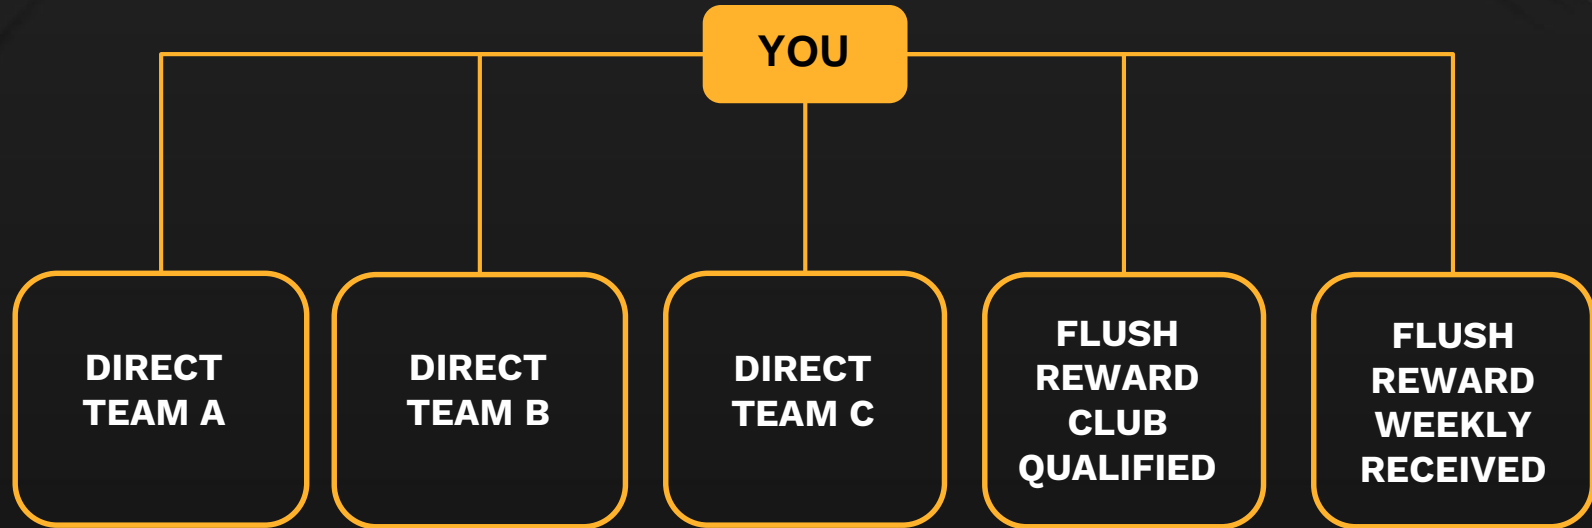 YOU
DIRECT
TEAM A
DIRECT
TEAM B
DIRECT
TEAM C
FLUSH
REWARD
CLUB
QUALIFIED
FLUSH
REWARD
WEEKLY
RECEIVED